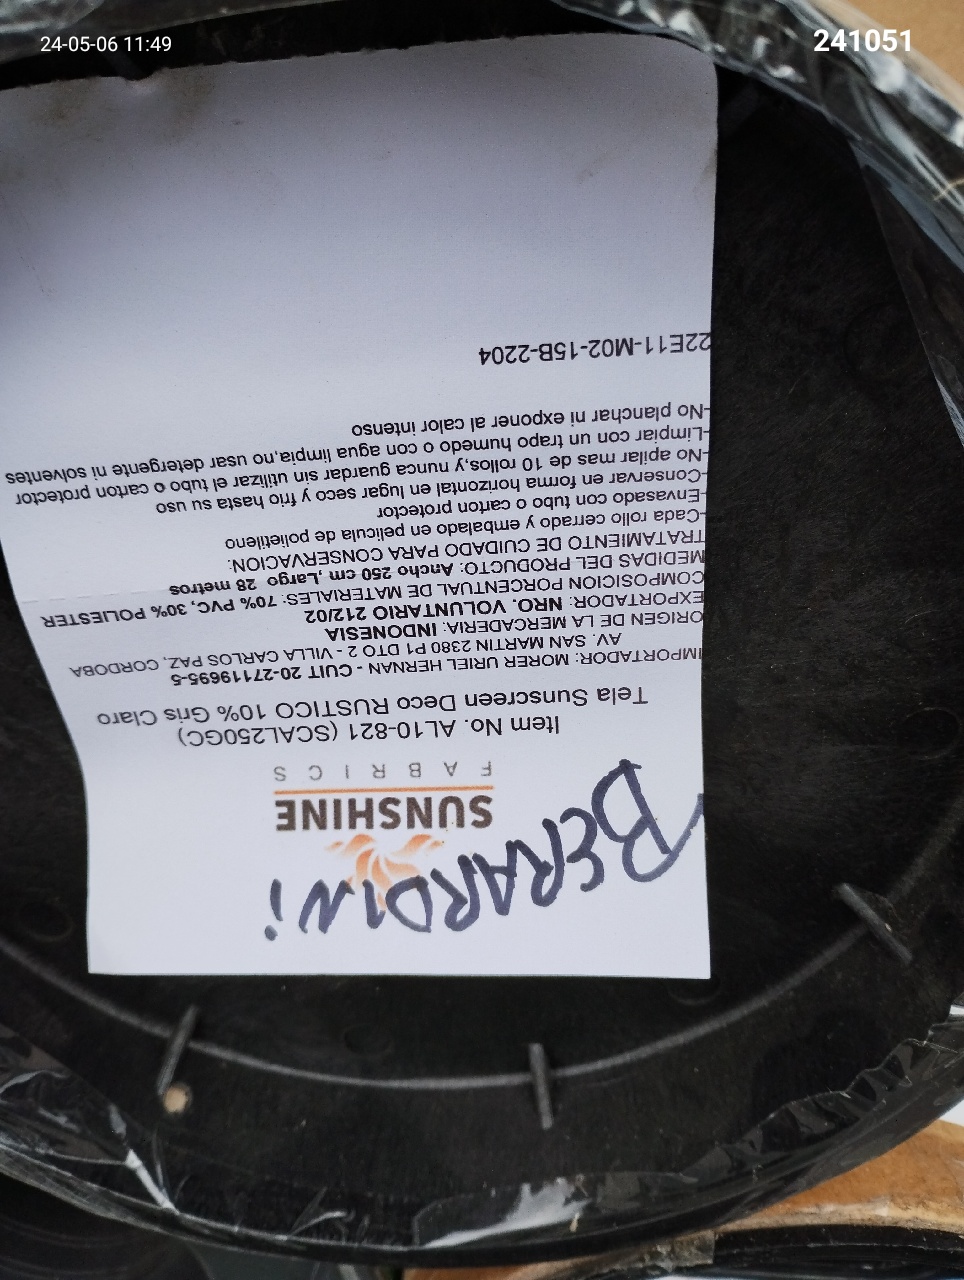 24-05-06 11:49
241051
BERARDINi
SUNSHINE
FABRICS
Item No. AL10-821 (SCAL250GC)
Tela Sunscreen Deco RUSTICO 10% Gris Claro
IMPORTADOR: MORER URIEL HERNAN - CUIT 20-27119695-5
AV. SAN MARTIN 2380 P1 DTO 2 - VILLA CARLOS PAZ, CORDOBA
ORIGEN DE LA MERCADERIA: INDONESIA
EXPORTADOR: NRO. VOLUNTARIO 212/02
COMPOSICION PORCENTUAL DE MATERIALES: 70% PVC, 30% POLIESTER
MEDIDAS DEL PRODUCTO: Ancho 250 cm ,Largo 28 metros
TRATAMIENTO DE CUIDADO PARA CONSERVACION:
-Cada rollo cerrado y embalado en pelicula de polietileno
-Envasado con tubo o carton protector
-Conservar en forma horizontal en lugar seco y frio hasta su uso
-No apilar mas de 10 rollos,y nunca guardar sin utilizar el tubo o carton protector
-Limpiar con un trapo humedo o con agua limpia,no usar detergente ni solventes
-No planchar ni exponer al calor intenso
22E11-M02-15B-2204